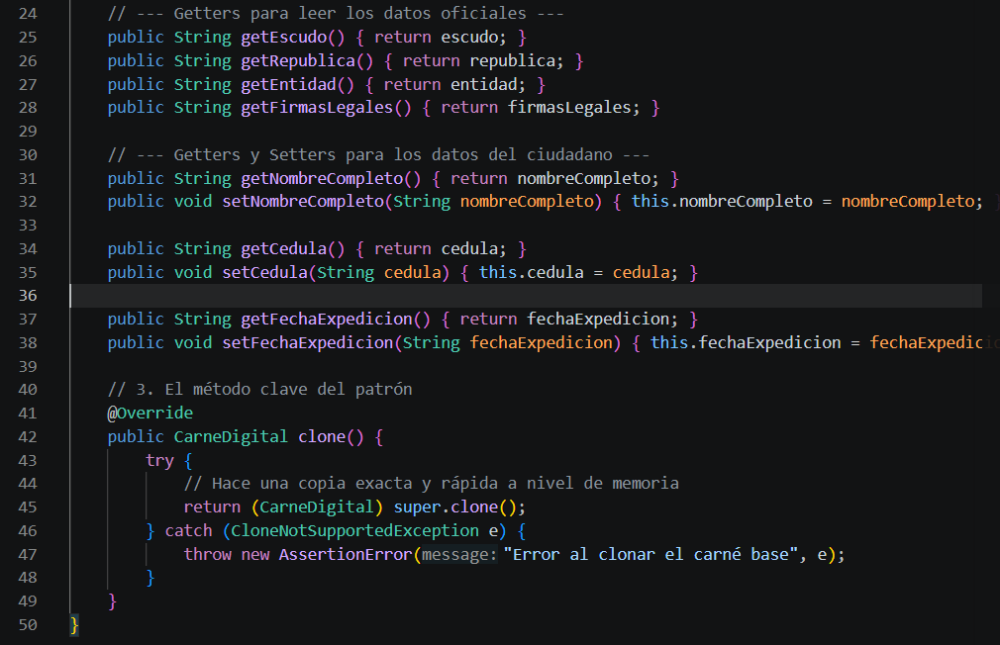 24 // --- Getters para leer los datos oficiales ---
25 public String getEscudo() { return escudo; }
26 public String getRepublica() { return republica; }
27 public String getEntidad() { return entidad; }
28 public String getFirmasLegales() { return firmasLegales; }
29
30 // --- Getters y Setters para los datos del ciudadano ---
31 public String getNombreCompleto() { return nombreCompleto; }
32 public void setNombreCompleto(String nombreCompleto) { this.nombreCompleto = nombreCompleto; }
33
34 public String getCedula() { return cedula; }
35 public void setCedula(String cedula) { this.cedula = cedula; }
36
37 public String getFechaExpedicion() { return fechaExpedicion; }
38 public void setFechaExpedicion(String fechaExpedicion) { this.fechaExpedicion = fechaExpedicio
39
40 // 3. El método clave del patrón
41 @Override
42 public CarneDigital clone() {
43 try {
44 // Hace una copia exacta y rápida a nivel de memoria
45 return (CarneDigital) super.clone();
46 } catch (CloneNotSupportedException e) {
47 throw new AssertionError(message: "Error al clonar el carné base", e);
48 }
49 }
50 }